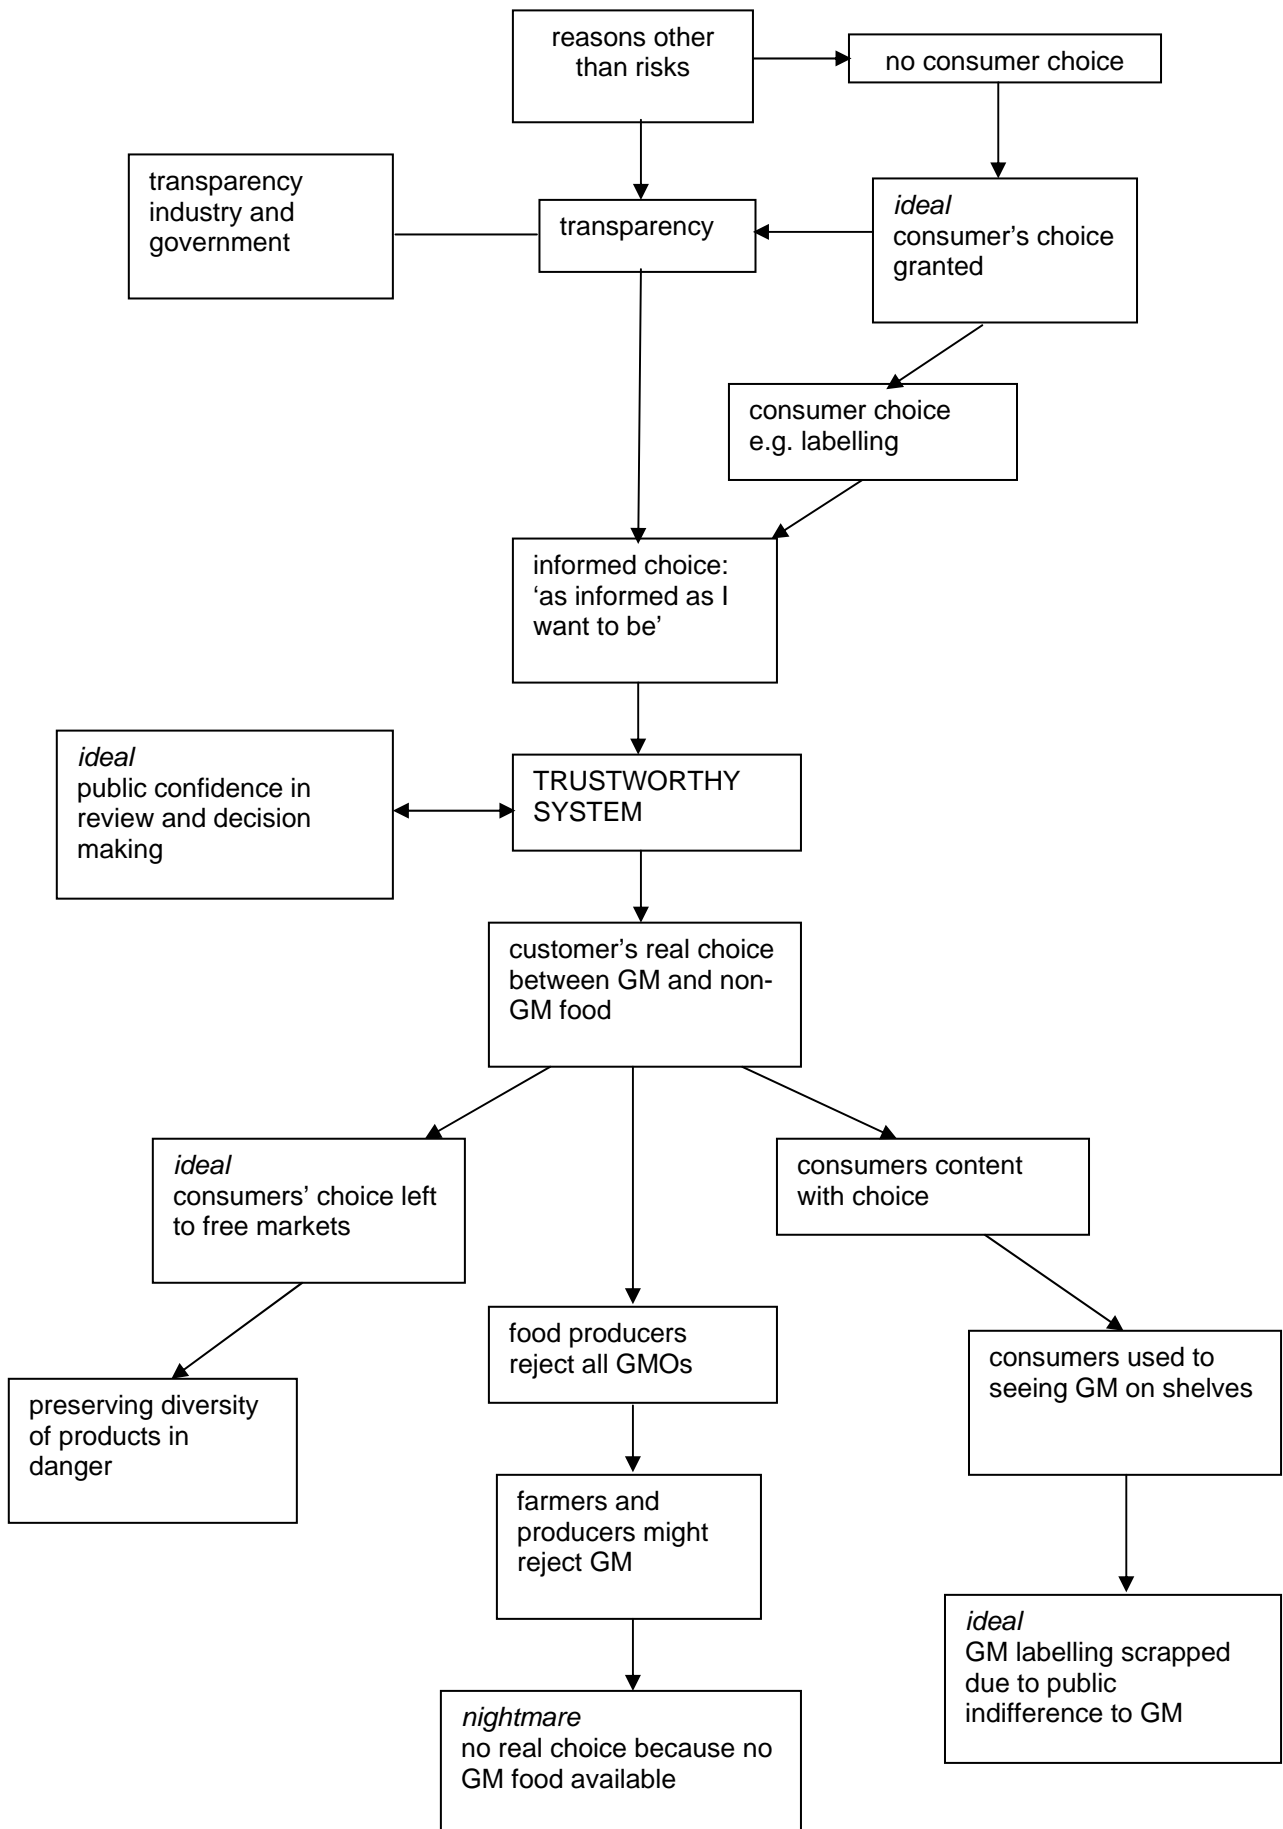 reasons other
than risks
no consumer choice
transparency
industry and
government
transparency
ideal
consumer’s choice
granted
consumer choice
e.g. labelling
informed choice:
‘as informed as I
want to be’
ideal
public confidence in
review and decision
making
TRUSTWORTHY
SYSTEM
customer’s real choice
between GM and non-
GM food
ideal
consumers’ choice left
to free markets
consumers content
with choice
food producers
reject all GMOs
consumers used to
seeing GM on shelves
preserving diversity
of products in
danger
farmers and
producers might
reject GM
ideal
GM labelling scrapped
due to public
indifference to GM
nightmare
no real choice because no
GM food available